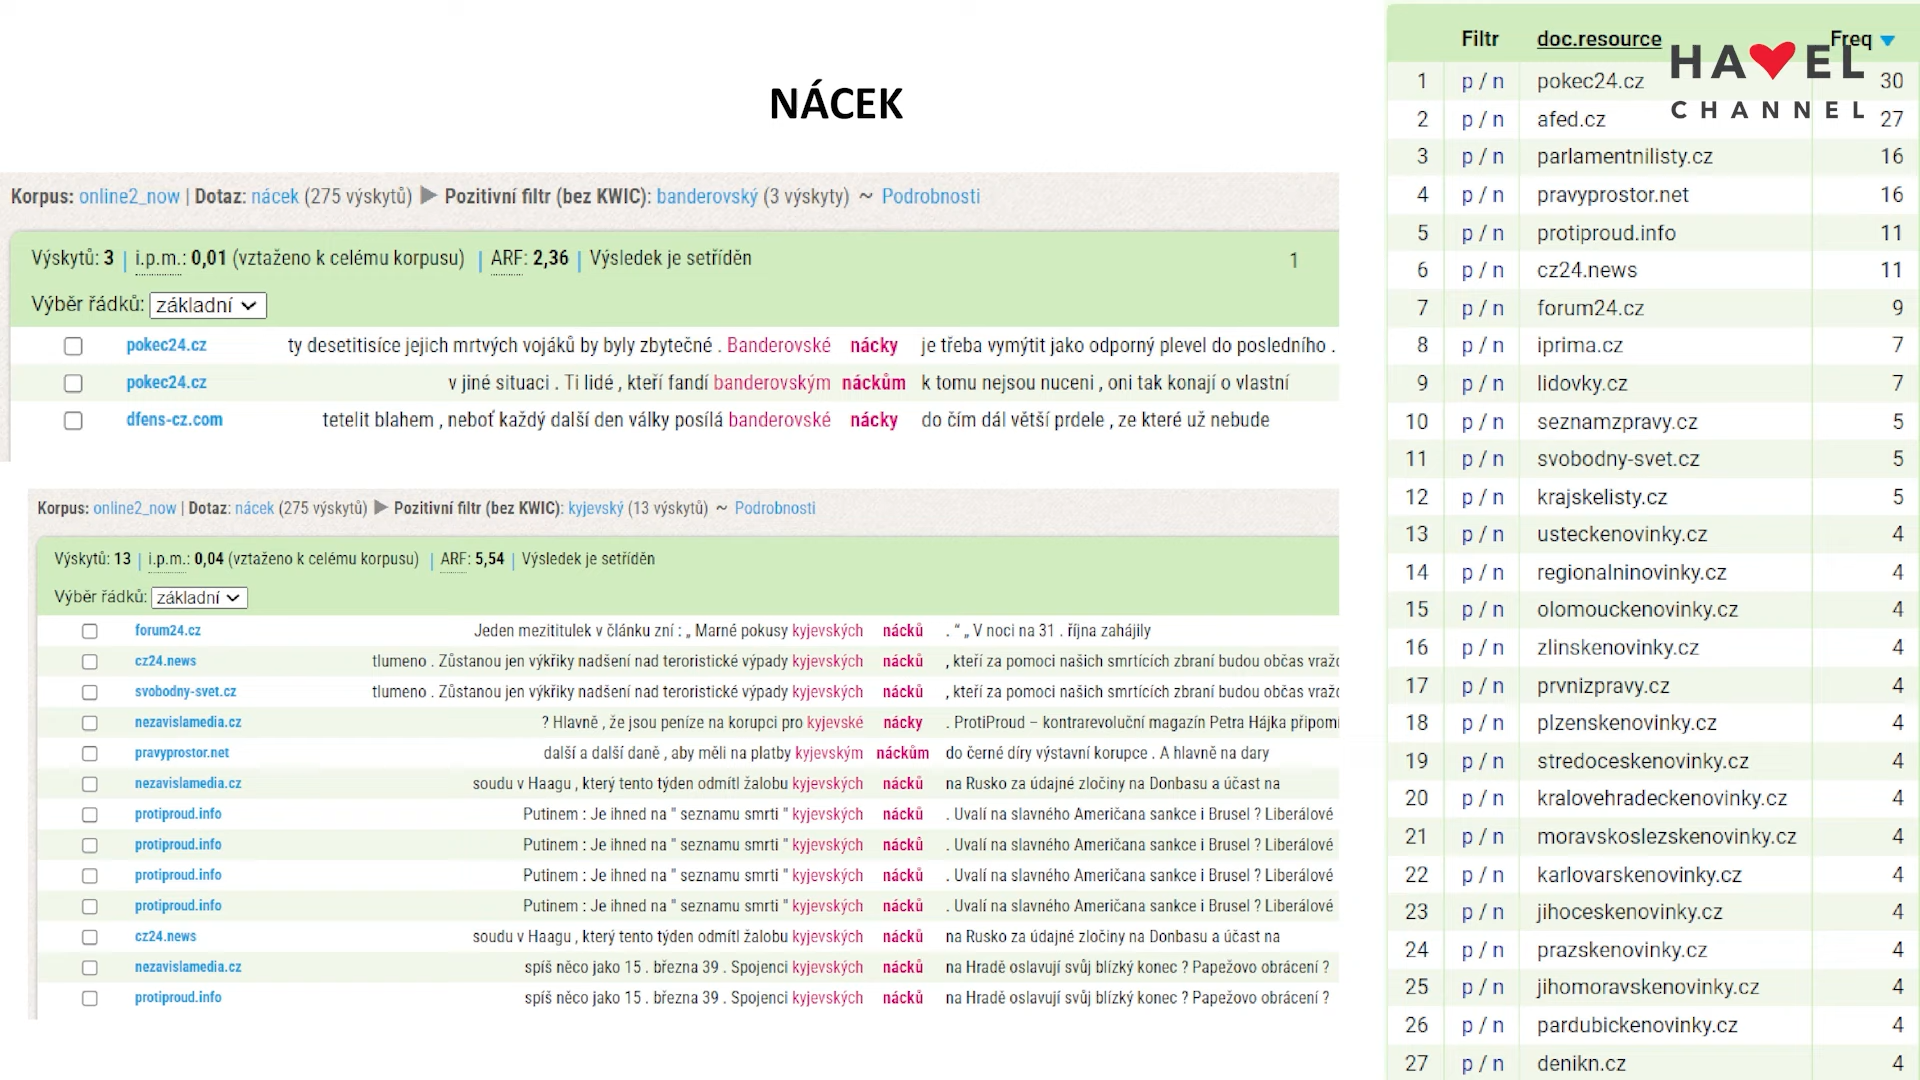 NÁCEK
Korpus: online2_now | Dotaz: nácek (275 výskytů) ▶ Pozitivní filtr (bez KWIC): banderovský (3 výskyty) ~ Podrobnosti
Výskytů: 3 | i.p.m.: 0,01 (vztaženo k celému korpusu) | ARF: 2,36 | Výsledek je setříděn 1
Výběr řádků: základní
pokec24.cz ty desetitisíce jejich mrtvých vojáků by byly zbytečné . Banderovské nácky je třeba vymýtit jako odporný plevel do posledního .
pokec24.cz v jiné situaci . Ti lidé , kteří fandí banderovským náckům k tomu nejsou nuceni , oni tak konají o vlastní
dfens-cz.com tetelit blahem , neboť každý další den války posílá banderovské nácky do čím dál větší prdele , ze které už nebude
Korpus: online2_now | Dotaz: nácek (275 výskytů) ▶ Pozitivní filtr (bez KWIC): kyjevský (13 výskytů) ~ Podrobnosti
Výskytů: 13 | i.p.m.: 0,04 (vztaženo k celému korpusu) | ARF: 5,54 | Výsledek je setříděn
Výběr řádků: základní
forum24.cz Jeden mezititulek v článku zní : „ Marné pokusy kyjevských nácků . “ „ V noci na 31 . října zahájily
cz24.news tlumeno . Zůstanou jen výkřiky nadšení nad teroristické výpady kyjevských nácků , kteří za pomoci našich smrtících zbraní budou občas vražd
svobodny-svet.cz tlumeno . Zůstanou jen výkřiky nadšení nad teroristické výpady kyjevských nácků , kteří za pomoci našich smrtících zbraní budou občas vražd
nezavislamedia.cz ? Hlavně , že jsou peníze na korupci pro kyjevské nácky . ProtiProud – kontrarevoluční magazín Petra Hájka připomí
pravyprostor.net další a další daně , aby měli na platby kyjevským náckům do černé díry výstavní korupce . A hlavně na dary
nezavislamedia.cz soudu v Haagu , který tento týden odmítl žalobu kyjevských nácků na Rusko za údajné zločiny na Donbasu a účast na
protiproud.info Putinem : Je ihned na " seznamu smrti " kyjevských nácků . Uvalí na slavného Američana sankce i Brusel ? Liberálové
protiproud.info Putinem : Je ihned na " seznamu smrti " kyjevských nácků . Uvalí na slavného Američana sankce i Brusel ? Liberálové
protiproud.info Putinem : Je ihned na " seznamu smrti " kyjevských nácků . Uvalí na slavného Američana sankce i Brusel ? Liberálové
protiproud.info Putinem : Je ihned na " seznamu smrti " kyjevských nácků . Uvalí na slavného Američana sankce i Brusel ? Liberálové
cz24.news soudu v Haagu , který tento týden odmítl žalobu kyjevských nácků na Rusko za údajné zločiny na Donbasu a účast na
nezavislamedia.cz spíš něco jako 15 . března 39 . Spojenci kyjevských nácků na Hradě oslavují svůj blízký konec ? Papežovo obrácení ?
protiproud.info spíš něco jako 15 . března 39 . Spojenci kyjevských nácků na Hradě oslavují svůj blízký konec ? Papežovo obrácení ?
Filtr doc.resource Freq
1 p / n pokec24.cz 30
2 p / n afed.cz 27
3 p / n parlamentnilisty.cz 16
4 p / n pravyprostor.net 16
5 p / n protiproud.info 11
6 p / n cz24.news 11
7 p / n forum24.cz 9
8 p / n iprima.cz 7
9 p / n lidovky.cz 7
10 p / n seznamzpravy.cz 5
11 p / n svobodny-svet.cz 5
12 p / n krajskelisty.cz 5
13 p / n usteckenovinky.cz 4
14 p / n regionalninovinky.cz 4
15 p / n olomouckenovinky.cz 4
16 p / n zlinskenovinky.cz 4
17 p / n prvnizpravy.cz 4
18 p / n plzenskenovinky.cz 4
19 p / n stredoceskenovinky.cz 4
20 p / n kralovehradeckenovinky.cz 4
21 p / n moravskoslezskenovinky.cz 4
22 p / n karlovarskenovinky.cz 4
23 p / n jihoceskenovinky.cz 4
24 p / n prazskenovinky.cz 4
25 p / n jihomoravskenovinky.cz 4
26 p / n pardubickenovinky.cz 4
27 p / n denikn.cz 4
HAVEL
CHANNEL